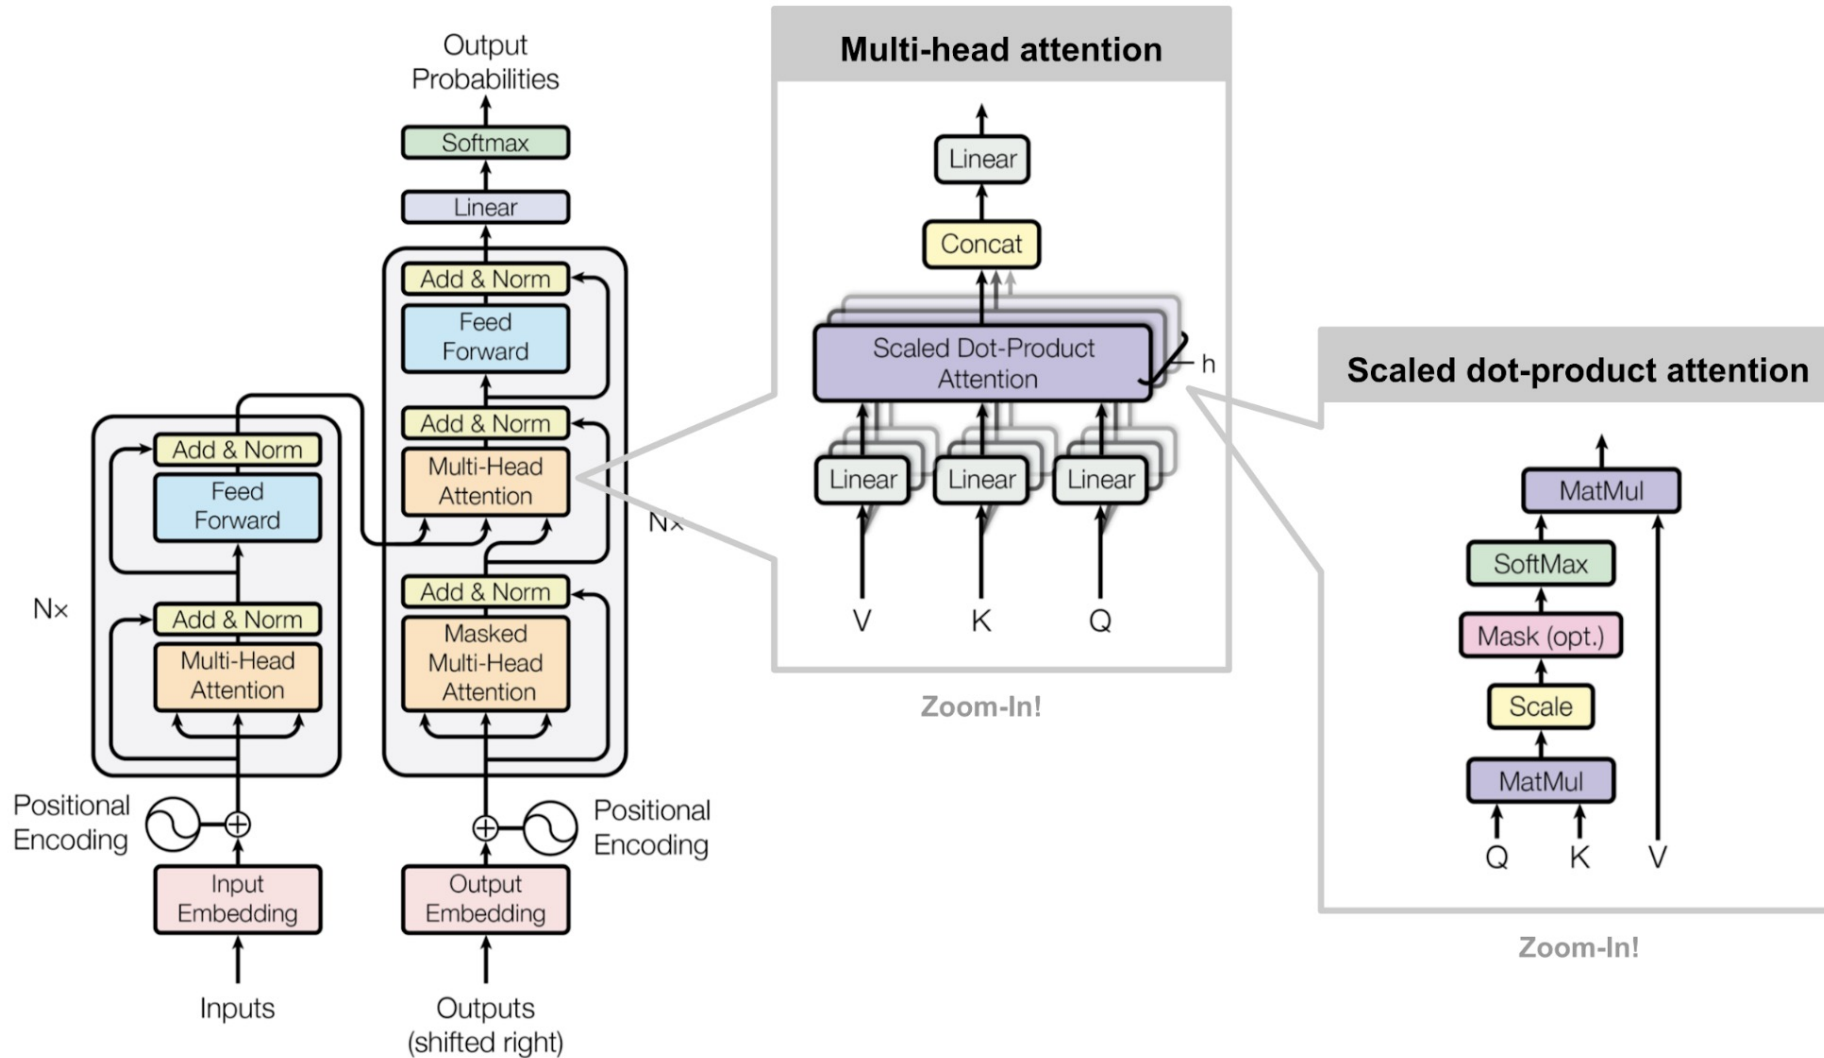 Output
Probabilities
Softmax
Linear
Add & Norm
Feed
Forward
Add & Norm
Multi-Head
Attention
Nx
Add & Norm
Masked
Multi-Head
Attention
Positional
Encoding
Output
Embedding
Outputs
(shifted right)
Add & Norm
Feed
Forward
Nx
Add & Norm
Multi-Head
Attention
Positional
Encoding
Input
Embedding
Inputs
Multi-head attention
Linear
Concat
Scaled Dot-Product
Attention
h
Linear Linear Linear
V K Q
Zoom-In!
Scaled dot-product attention
MatMul
SoftMax
Mask (opt.)
Scale
MatMul
Q K V
Zoom-In!